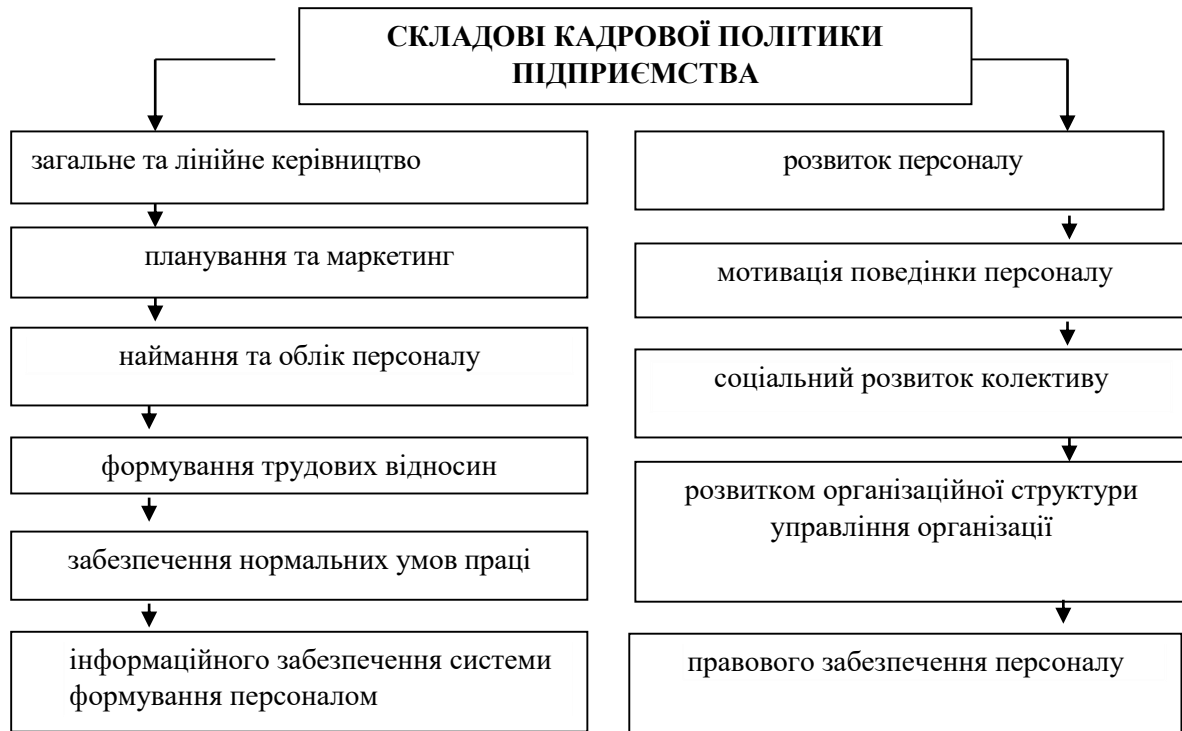 СКЛАДОВІ КАДРОВОЇ ПОЛІТИКИ
ПІДПРИЄМСТВА
загальне та лінійне керівництво
планування та маркетинг
наймання та облік персоналу
формування трудових відносин
забезпечення нормальних умов праці
інформаційного забезпечення системи
формування персоналом
розвиток персоналу
мотивація поведінки персоналу
соціальний розвиток колективу
розвитком організаційної структури
управління організації
правового забезпечення персоналу